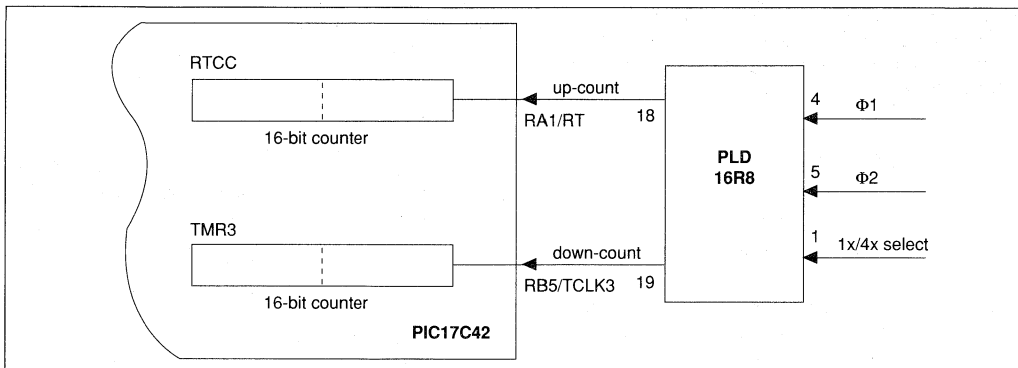 RTCC
16-bit counter
up-count
RA1/RT
18
PLD
16R8
4
Φ1
5
Φ2
1
1x/4x select
TMR3
16-bit counter
down-count
RB5/TCLK3
19
PIC17C42